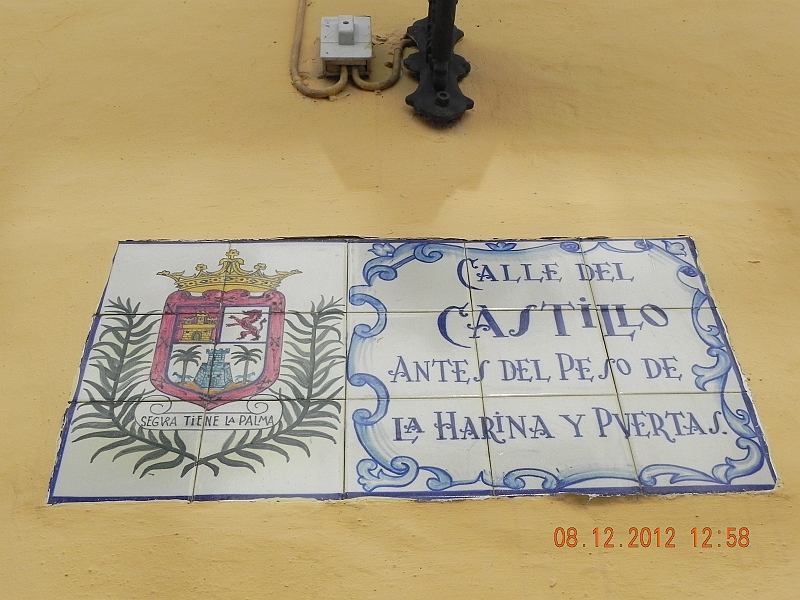 SEGVRA TIENE LA PALMA
CALLE DEL
CASTILLO
ANTES DEL PESO DE
LA HARINA Y PVERTAS.
08.12.2012 12:58